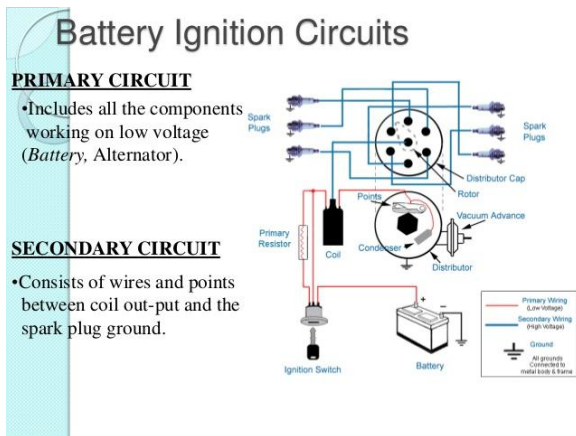 Battery Ignition Circuits
PRIMARY CIRCUIT
•Includes all the components
working on low voltage
(Battery, Alternator).
SECONDARY CIRCUIT
•Consists of wires and points
between coil out-put and the
spark plug ground.
Spark
Plugs
Spark
Plugs
Distributor Cap
Rotor
Points
Vacuum Advance
Primary
Resistor
Coil
Condenser
Distributor
+
−
Ignition Switch
Battery
Primary Wiring
(Low Voltage)
Secondary Wiring
(High Voltage)
Ground
All grounds
Connected to
metal body & frame